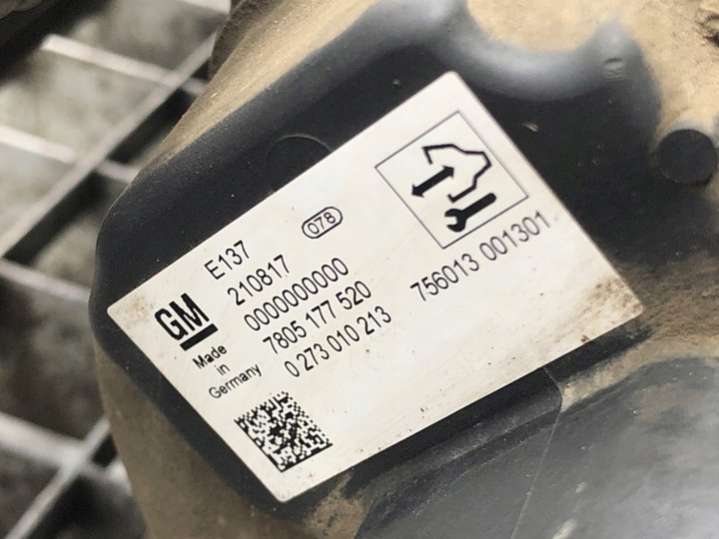 E137
078
210817
0000000000
7805 177 520
0 273 010 213
756013 001301
GM
Made
in
Germany